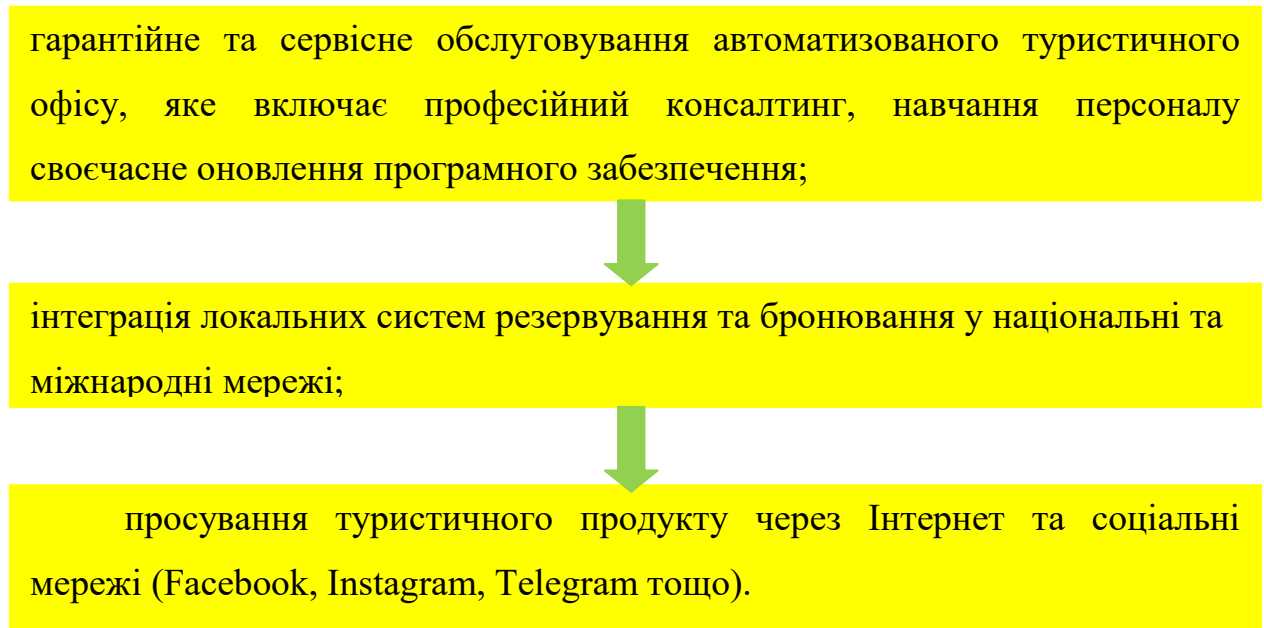 гарантійне та сервісне обслуговування автоматизованого туристичного
офісу, яке включає професійний консалтинг, навчання персоналу
своєчасне оновлення програмного забезпечення;
інтеграція локальних систем резервування та бронювання у національні та
міжнародні мережі;
просування туристичного продукту через Інтернет та соціальні
мережі (Facebook, Instagram, Telegram тощо).